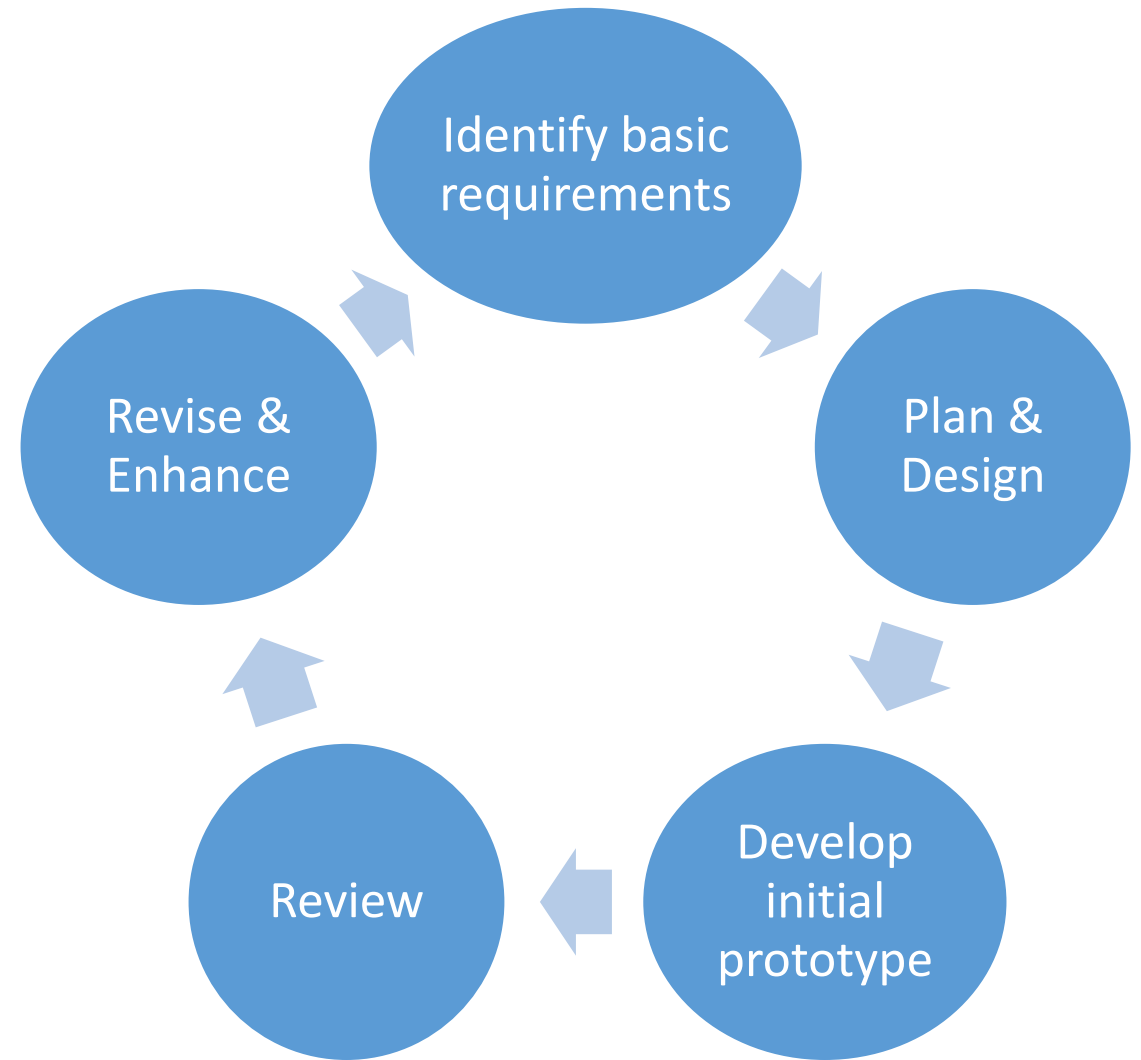 Identify basic
requirements
Plan &
Design
Develop
initial
prototype
Review
Revise &
Enhance